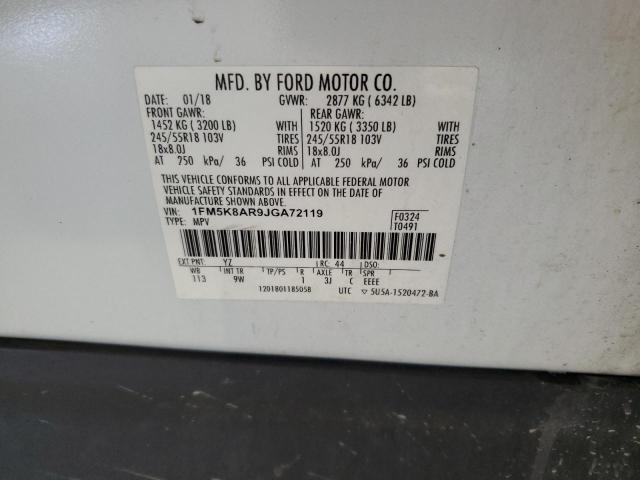 MFD. BY FORD MOTOR CO.
DATE: 01/18 GVWR: 2877 KG ( 6342 LB)
FRONT GAWR: REAR GAWR:
1452 KG ( 3200 LB) WITH 1520 KG ( 3350 LB) WITH
245/55R18 103V TIRES 245/55R18 103V TIRES
18x8.0J RIMS 18x8.0J RIMS
AT 250 kPa/ 36 PSI COLD AT 250 kPa/ 36 PSI COLD
THIS VEHICLE CONFORMS TO ALL APPLICABLE FEDERAL MOTOR
VEHICLE SAFETY STANDARDS IN EFFECT ON THE DATE OF
MANUFACTURE SHOWN ABOVE.
VIN: 1FM5K8AR9JGA72119 F0324
TYPE: MPV T0491
EXT PNT: YZ RC: 44
WB INT TR TP/PS R AXLE TR SPR
113 9W 1 3J C EEEE
12018011850​5B UTC ▽ 5U5A-1520472-BA